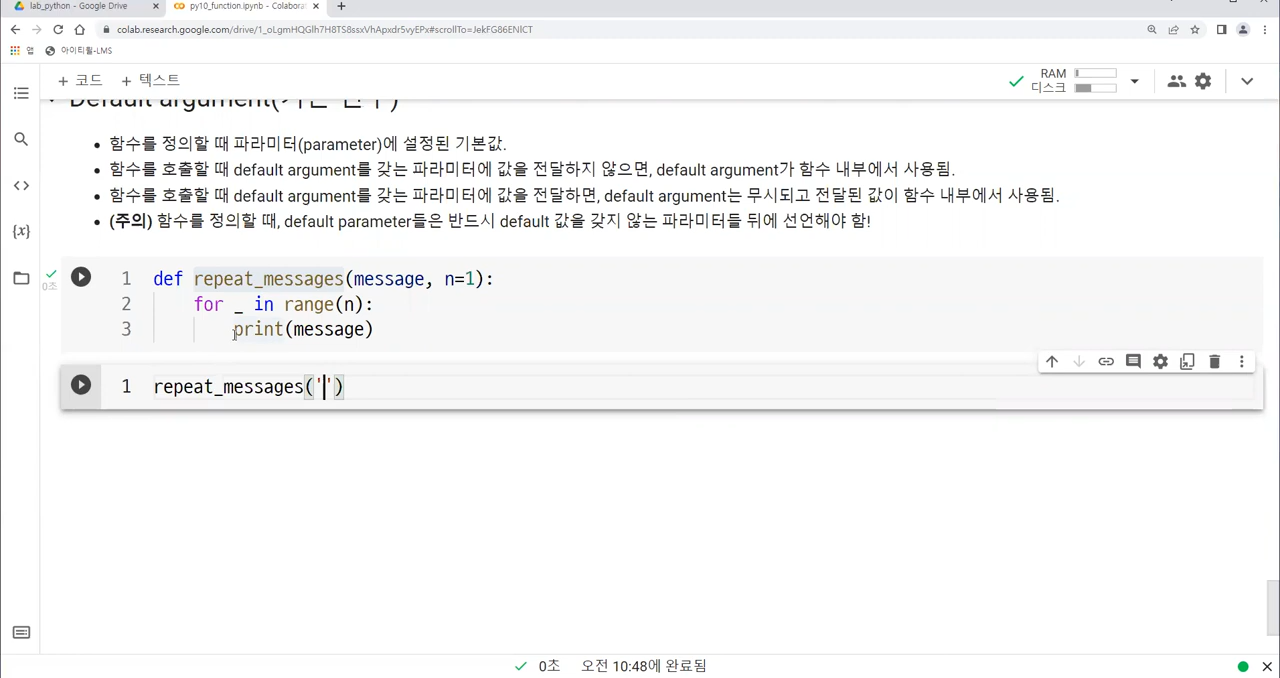 lab_python - Google Drive
py10_function.ipynb - Colabora
colab.research.google.com/drive/1_oLgmHQGlh7H8TS8ssxVhApxdr5vyEPx#scrollTo=JekFG86ENlCT
앱 아이티윌-LMS
+ 코드 + 텍스트
RAM
디스크
Default argument(기본 인수)
함수를 정의할 때 파라미터(parameter)에 설정된 기본값.
함수를 호출할 때 default argument를 갖는 파라미터에 값을 전달하지 않으면, default argument가 함수 내부에서 사용됨.
함수를 호출할 때 default argument를 갖는 파라미터에 값을 전달하면, default argument는 무시되고 전달된 값이 함수 내부에서 사용됨.
(주의) 함수를 정의할 때, default parameter들은 반드시 default 값을 갖지 않는 파라미터들 뒤에 선언해야 함!
0초
1 def repeat_messages(message, n=1):
2 for _ in range(n):
3 print(message)
1 repeat_messages('')
0초 오전 10:48에 완료됨